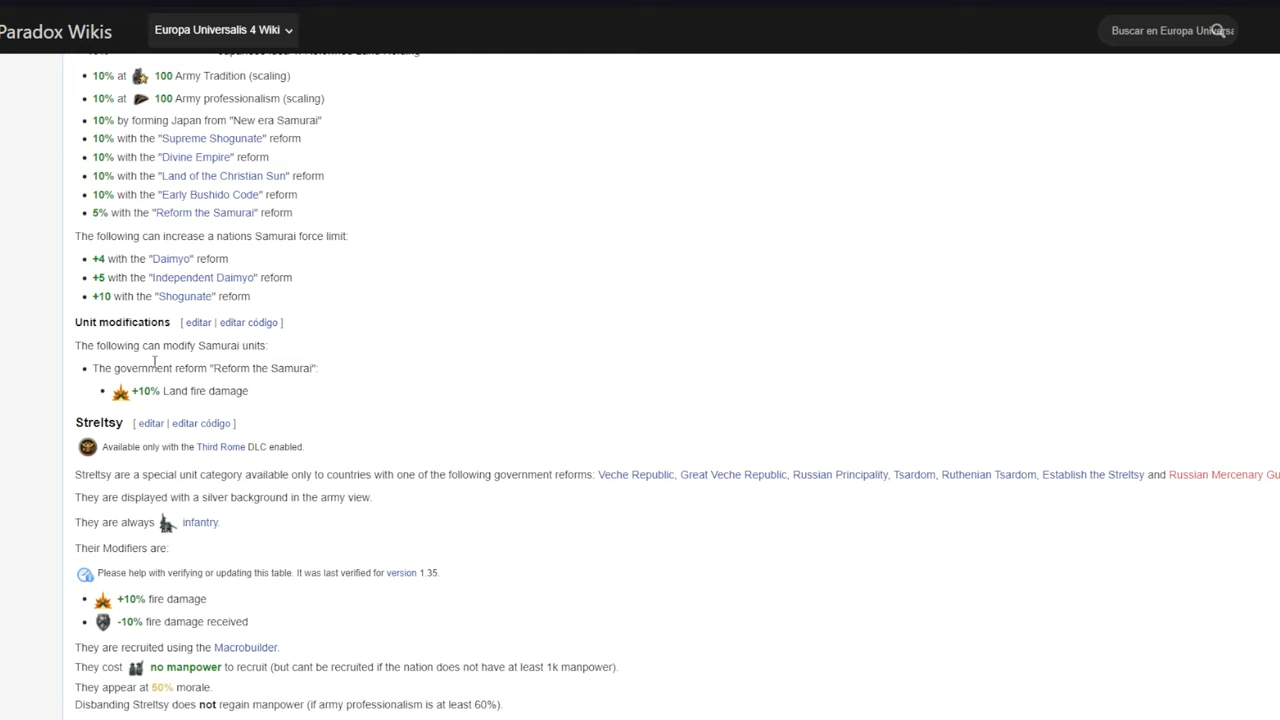 Paradox Wikis
Europa Universalis 4 Wiki
Buscar en Europa Universa
• 10% at 100 Army Tradition (scaling)
• 10% at 100 Army professionalism (scaling)
• 10% by forming Japan from "New era Samurai"
• 10% with the "Supreme Shogunate" reform
• 10% with the "Divine Empire" reform
• 10% with the "Land of the Christian Sun" reform
• 10% with the "Early Bushido Code" reform
• 5% with the "Reform the Samurai" reform
The following can increase a nations Samurai force limit:
• +4 with the "Daimyo" reform
• +5 with the "Independent Daimyo" reform
• +10 with the "Shogunate" reform
Unit modifications [ editar | editar código ]
The following can modify Samurai units:
• The government reform "Reform the Samurai":
• +10% Land fire damage
Streltsy [ editar | editar código ]
Available only with the Third Rome DLC enabled.
Streltsy are a special unit category available only to countries with one of the following government reforms: Veche Republic, Great Veche Republic, Russian Principality, Tsardom, Ruthenian Tsardom, Establish the Streltsy and Russian Mercenary Gu
They are displayed with a silver background in the army view.
They are always infantry.
Their Modifiers are:
Please help with verifying or updating this table. It was last verified for version 1.35.
• +10% fire damage
• -10% fire damage received
They are recruited using the Macrobuilder.
They cost no manpower to recruit (but cant be recruited if the nation does not have at least 1k manpower).
They appear at 50% morale.
Disbanding Streltsy does not regain manpower (if army professionalism is at least 60%).